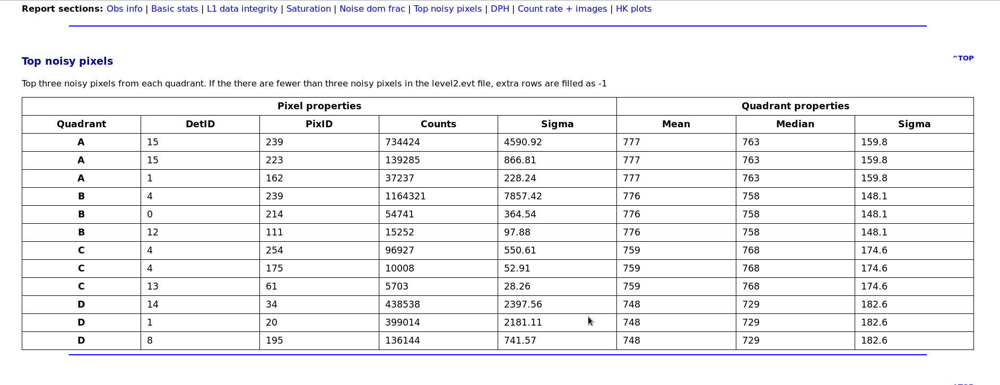 Report sections: Obs info | Basic stats | L1 data integrity | Saturation | Noise dom frac | Top noisy pixels | DPH | Count rate + images | HK plots
Top noisy pixels ^TOP
Top three noisy pixels from each quadrant. If the there are fewer than three noisy pixels in the level2.evt file, extra rows are filled as -1
Pixel properties Quadrant properties
Quadrant DetID PixID Counts Sigma Mean Median Sigma
A 15 239 734424 4590.92 777 763 159.8
A 15 223 139285 866.81 777 763 159.8
A 1 162 37237 228.24 777 763 159.8
B 4 239 1164321 7857.42 776 758 148.1
B 0 214 54741 364.54 776 758 148.1
B 12 111 15252 97.88 776 758 148.1
C 4 254 96927 550.61 759 768 174.6
C 4 175 10008 52.91 759 768 174.6
C 13 61 5703 28.26 759 768 174.6
D 14 34 438538 2397.56 748 729 182.6
D 1 20 399014 2181.11 748 729 182.6
D 8 195 136144 741.57 748 729 182.6